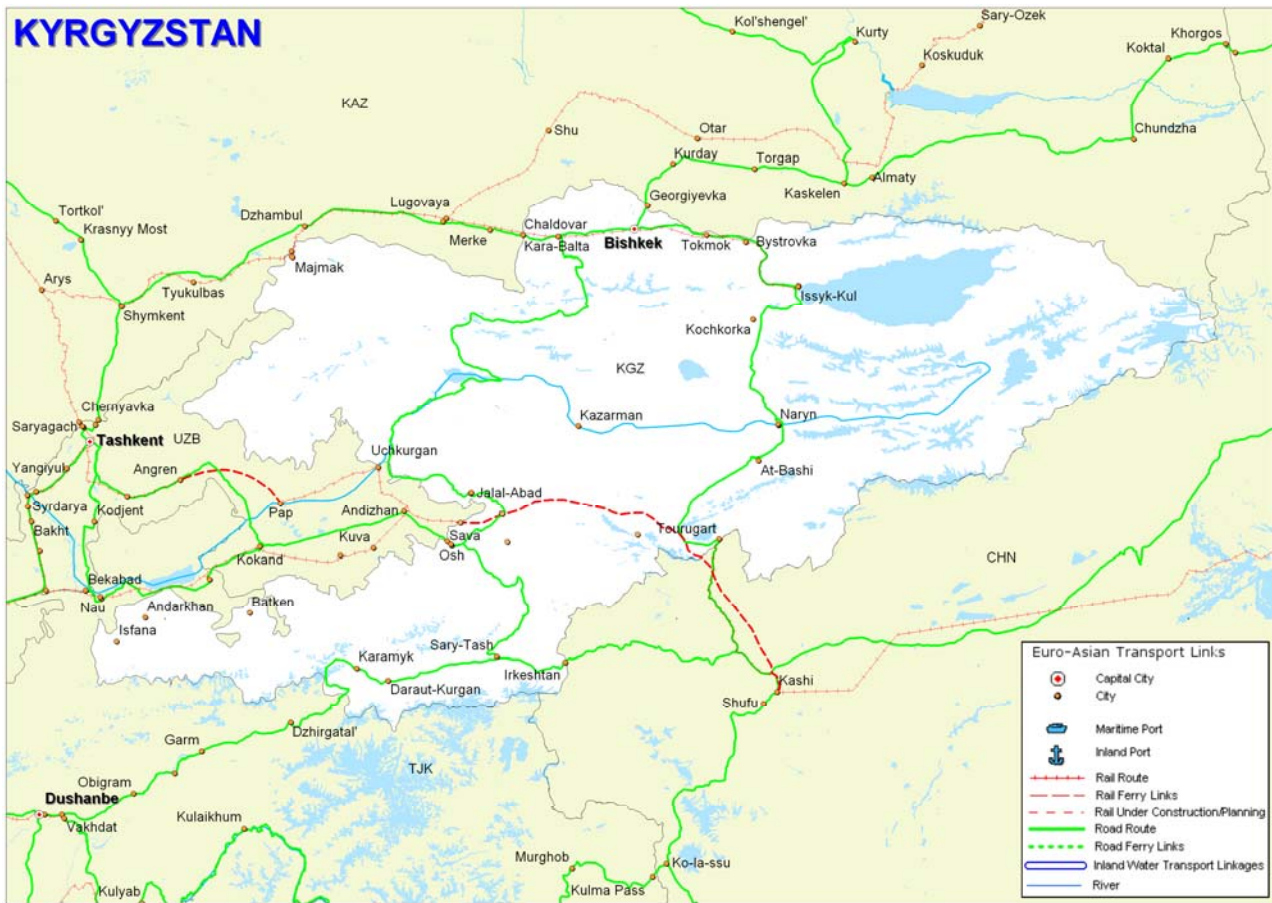 KYRGYZSTAN
Kol'shengel'
Kurty
Sary-Ozek
Koskuduk
Khorgos
Koktal
KAZ
Shu
Otar
Chundzha
Kurday
Torgap
Kaskelen
Almaty
Georgiyevka
Tortkol'
Krasnyy Most
Dzhambul
Lugovaya
Merke
Chaldovar
Kara-Balta
Bishkek
Tokmok
Bystrovka
Majmak
Arys
Tyukulbas
Issyk-Kul
Shymkent
Kochkorka
KGZ
Chernyavka
Saryagach
Tashkent
UZB
Kazarman
Naryn
Yangiyul
Angren
Uchkurgan
At-Bashi
Syrdarya
Kodjent
Pap
Andizhan
Jalal-Abad
Bakht
Kuva
Sava
Tourugart
Kokand
Osh
CHN
Bekabad
Nau
Andarkhan
Batken
Isfana
Karamyk
Sary-Tash
Irkeshtan
Daraut-Kurgan
Kashi
Shufu
Dzhirgatal'
Garm
TJK
Obigram
Dushanbe
Vakhdat
Kulaikhum
Murghob
Ko-la-ssu
Kulma Pass
Kulyab
Euro-Asian Transport Links
Capital City
City
Maritime Port
Inland Port
Rail Route
Rail Ferry Links
Rail Under Construction/Planning
Road Route
Road Ferry Links
Inland Water Transport Linkages
River